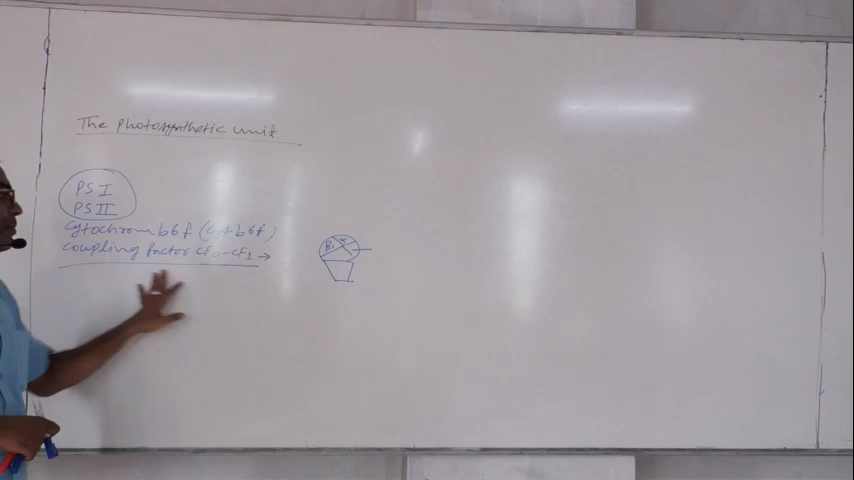 The photosynthetic unit
PS I
PS II
Cytochrom b6f (Cyt b6f)
Coupling factor CF0-CF1 →